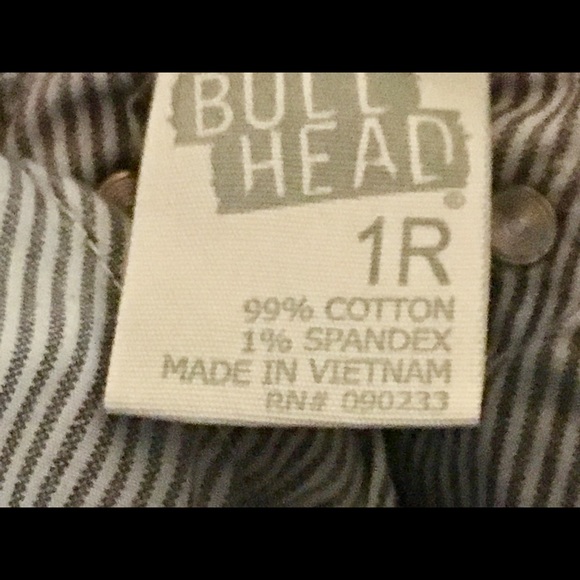 BULL
HEAD®
1R
99% COTTON
1% SPANDEX
MADE IN VIETNAM
RN# 090233